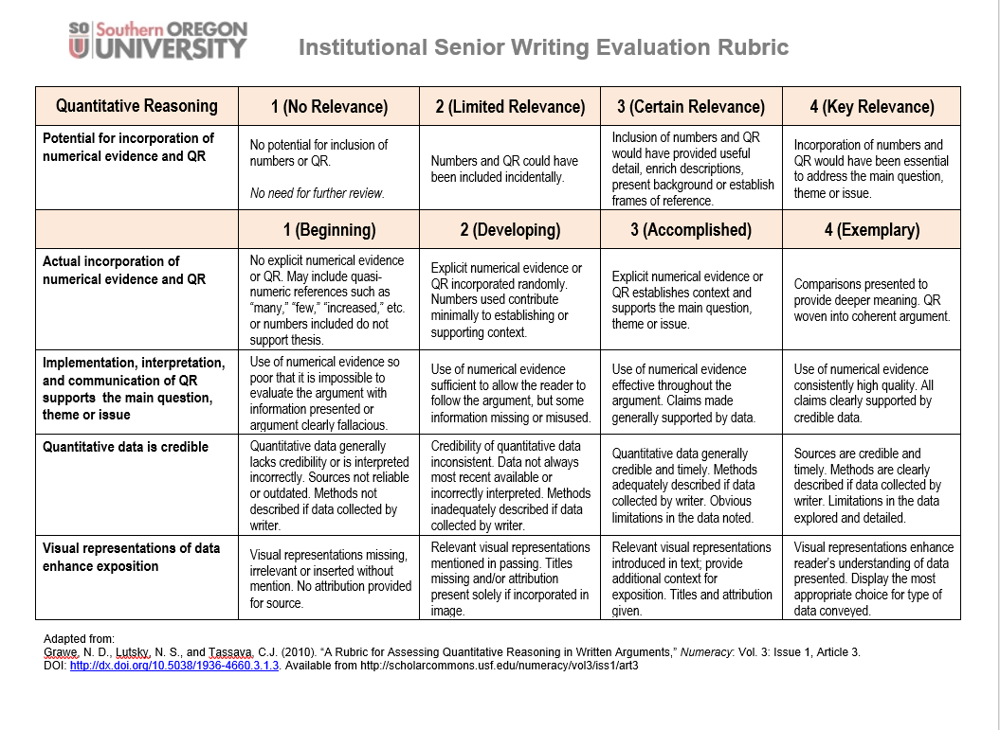 SO Southern OREGON
U UNIVERSITY
Institutional Senior Writing Evaluation Rubric
Quantitative Reasoning
1 (No Relevance)
2 (Limited Relevance)
3 (Certain Relevance)
4 (Key Relevance)
Potential for incorporation of
numerical evidence and QR
No potential for inclusion of
numbers or QR.
No need for further review.
Numbers and QR could have
been included incidentally.
Inclusion of numbers and QR
would have provided useful
detail, enrich descriptions,
present background or establish
frames of reference.
Incorporation of numbers and
QR would have been essential
to address the main question,
theme or issue.
1 (Beginning)
2 (Developing)
3 (Accomplished)
4 (Exemplary)
Actual incorporation of
numerical evidence and QR
No explicit numerical evidence
or QR. May include quasi-
numeric references such as
“many,” “few,” “increased,” etc.
or numbers included do not
support thesis.
Explicit numerical evidence or
QR incorporated randomly.
Numbers used contribute
minimally to establishing or
supporting context.
Explicit numerical evidence or
QR establishes context and
supports the main question,
theme or issue.
Comparisons presented to
provide deeper meaning. QR
woven into coherent argument.
Implementation, interpretation,
and communication of QR
supports the main question,
theme or issue
Use of numerical evidence so
poor that it is impossible to
evaluate the argument with
information presented or
argument clearly fallacious.
Use of numerical evidence
sufficient to allow the reader to
follow the argument, but some
information missing or misused.
Use of numerical evidence
effective throughout the
argument. Claims made
generally supported by data.
Use of numerical evidence
consistently high quality. All
claims clearly supported by
credible data.
Quantitative data is credible
Quantitative data generally
lacks credibility or is interpreted
incorrectly. Sources not reliable
or outdated. Methods not
described if data collected by
writer.
Credibility of quantitative data
inconsistent. Data not always
most recent available or
incorrectly interpreted. Methods
inadequately described if data
collected by writer.
Quantitative data generally
credible and timely. Methods
adequately described if data
collected by writer. Obvious
limitations in the data noted.
Sources are credible and
timely. Methods are clearly
described if data collected by
writer. Limitations in the data
explored and detailed.
Visual representations of data
enhance exposition
Visual representations missing,
irrelevant or inserted without
mention. No attribution provided
for source.
Relevant visual representations
mentioned in passing. Titles
missing and/or attribution
present solely if incorporated in
image.
Relevant visual representations
introduced in text; provide
additional context for
exposition. Titles and attribution
given.
Visual representations enhance
reader’s understanding of data
presented. Display the most
appropriate choice for type of
data conveyed.
Adapted from:
Grawe, N. D., Lutsky, N. S., and Tassava, C.J. (2010). “A Rubric for Assessing Quantitative Reasoning in Written Arguments,” Numeracy: Vol. 3: Issue 1, Article 3.
DOI: http://dx.doi.org/10.5038/1936-4660.3.1.3. Available from http://scholarcommons.usf.edu/numeracy/vol3/iss1/art3